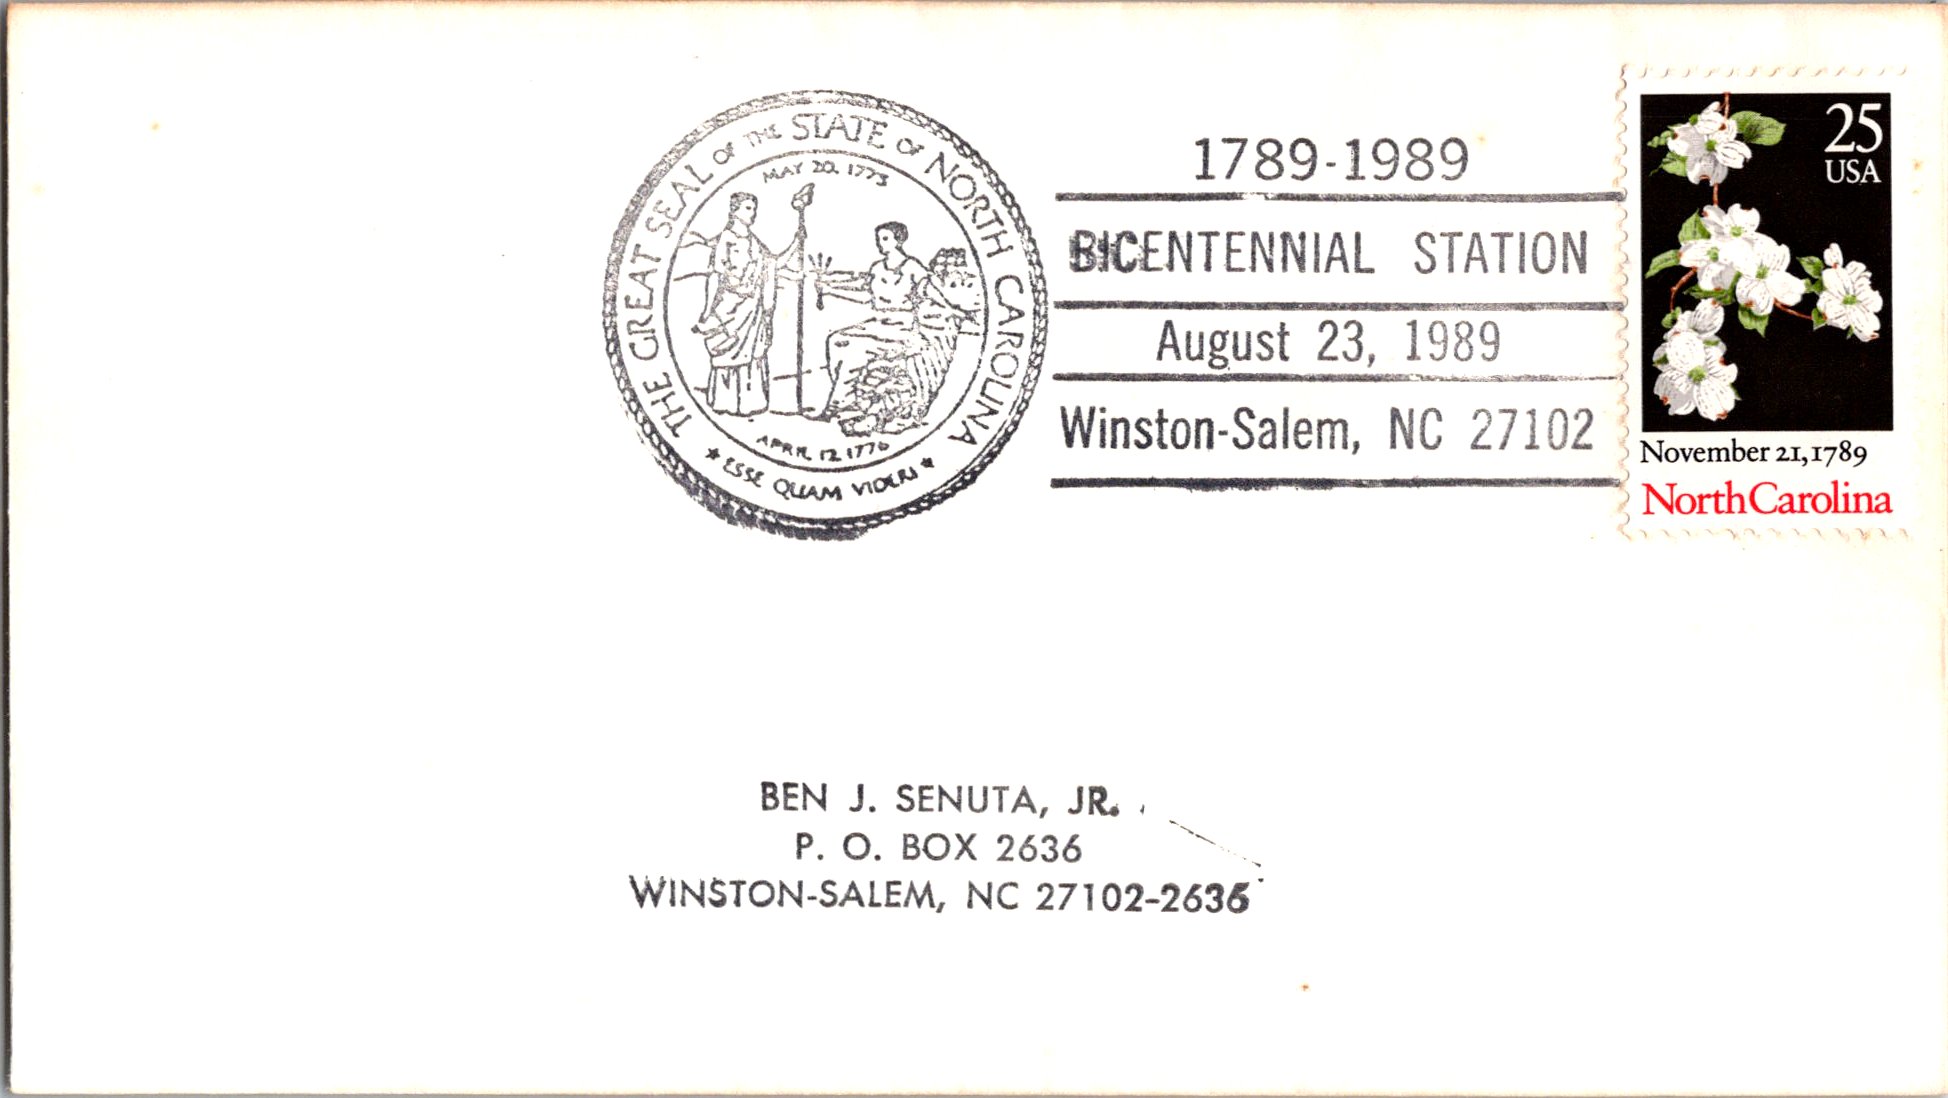 THE GREAT SEAL OF THE STATE OF NORTH CAROLINA
MAY 20, 1775
APRIL 12 1776
* ESSE QUAM VIDERI *
1789-1989
BICENTENNIAL STATION
August 23, 1989
Winston-Salem, NC 27102
25
USA
November 21, 1789
North Carolina
BEN J. SENUTA, JR.
P. O. BOX 2636
WINSTON-SALEM, NC 27102-2636